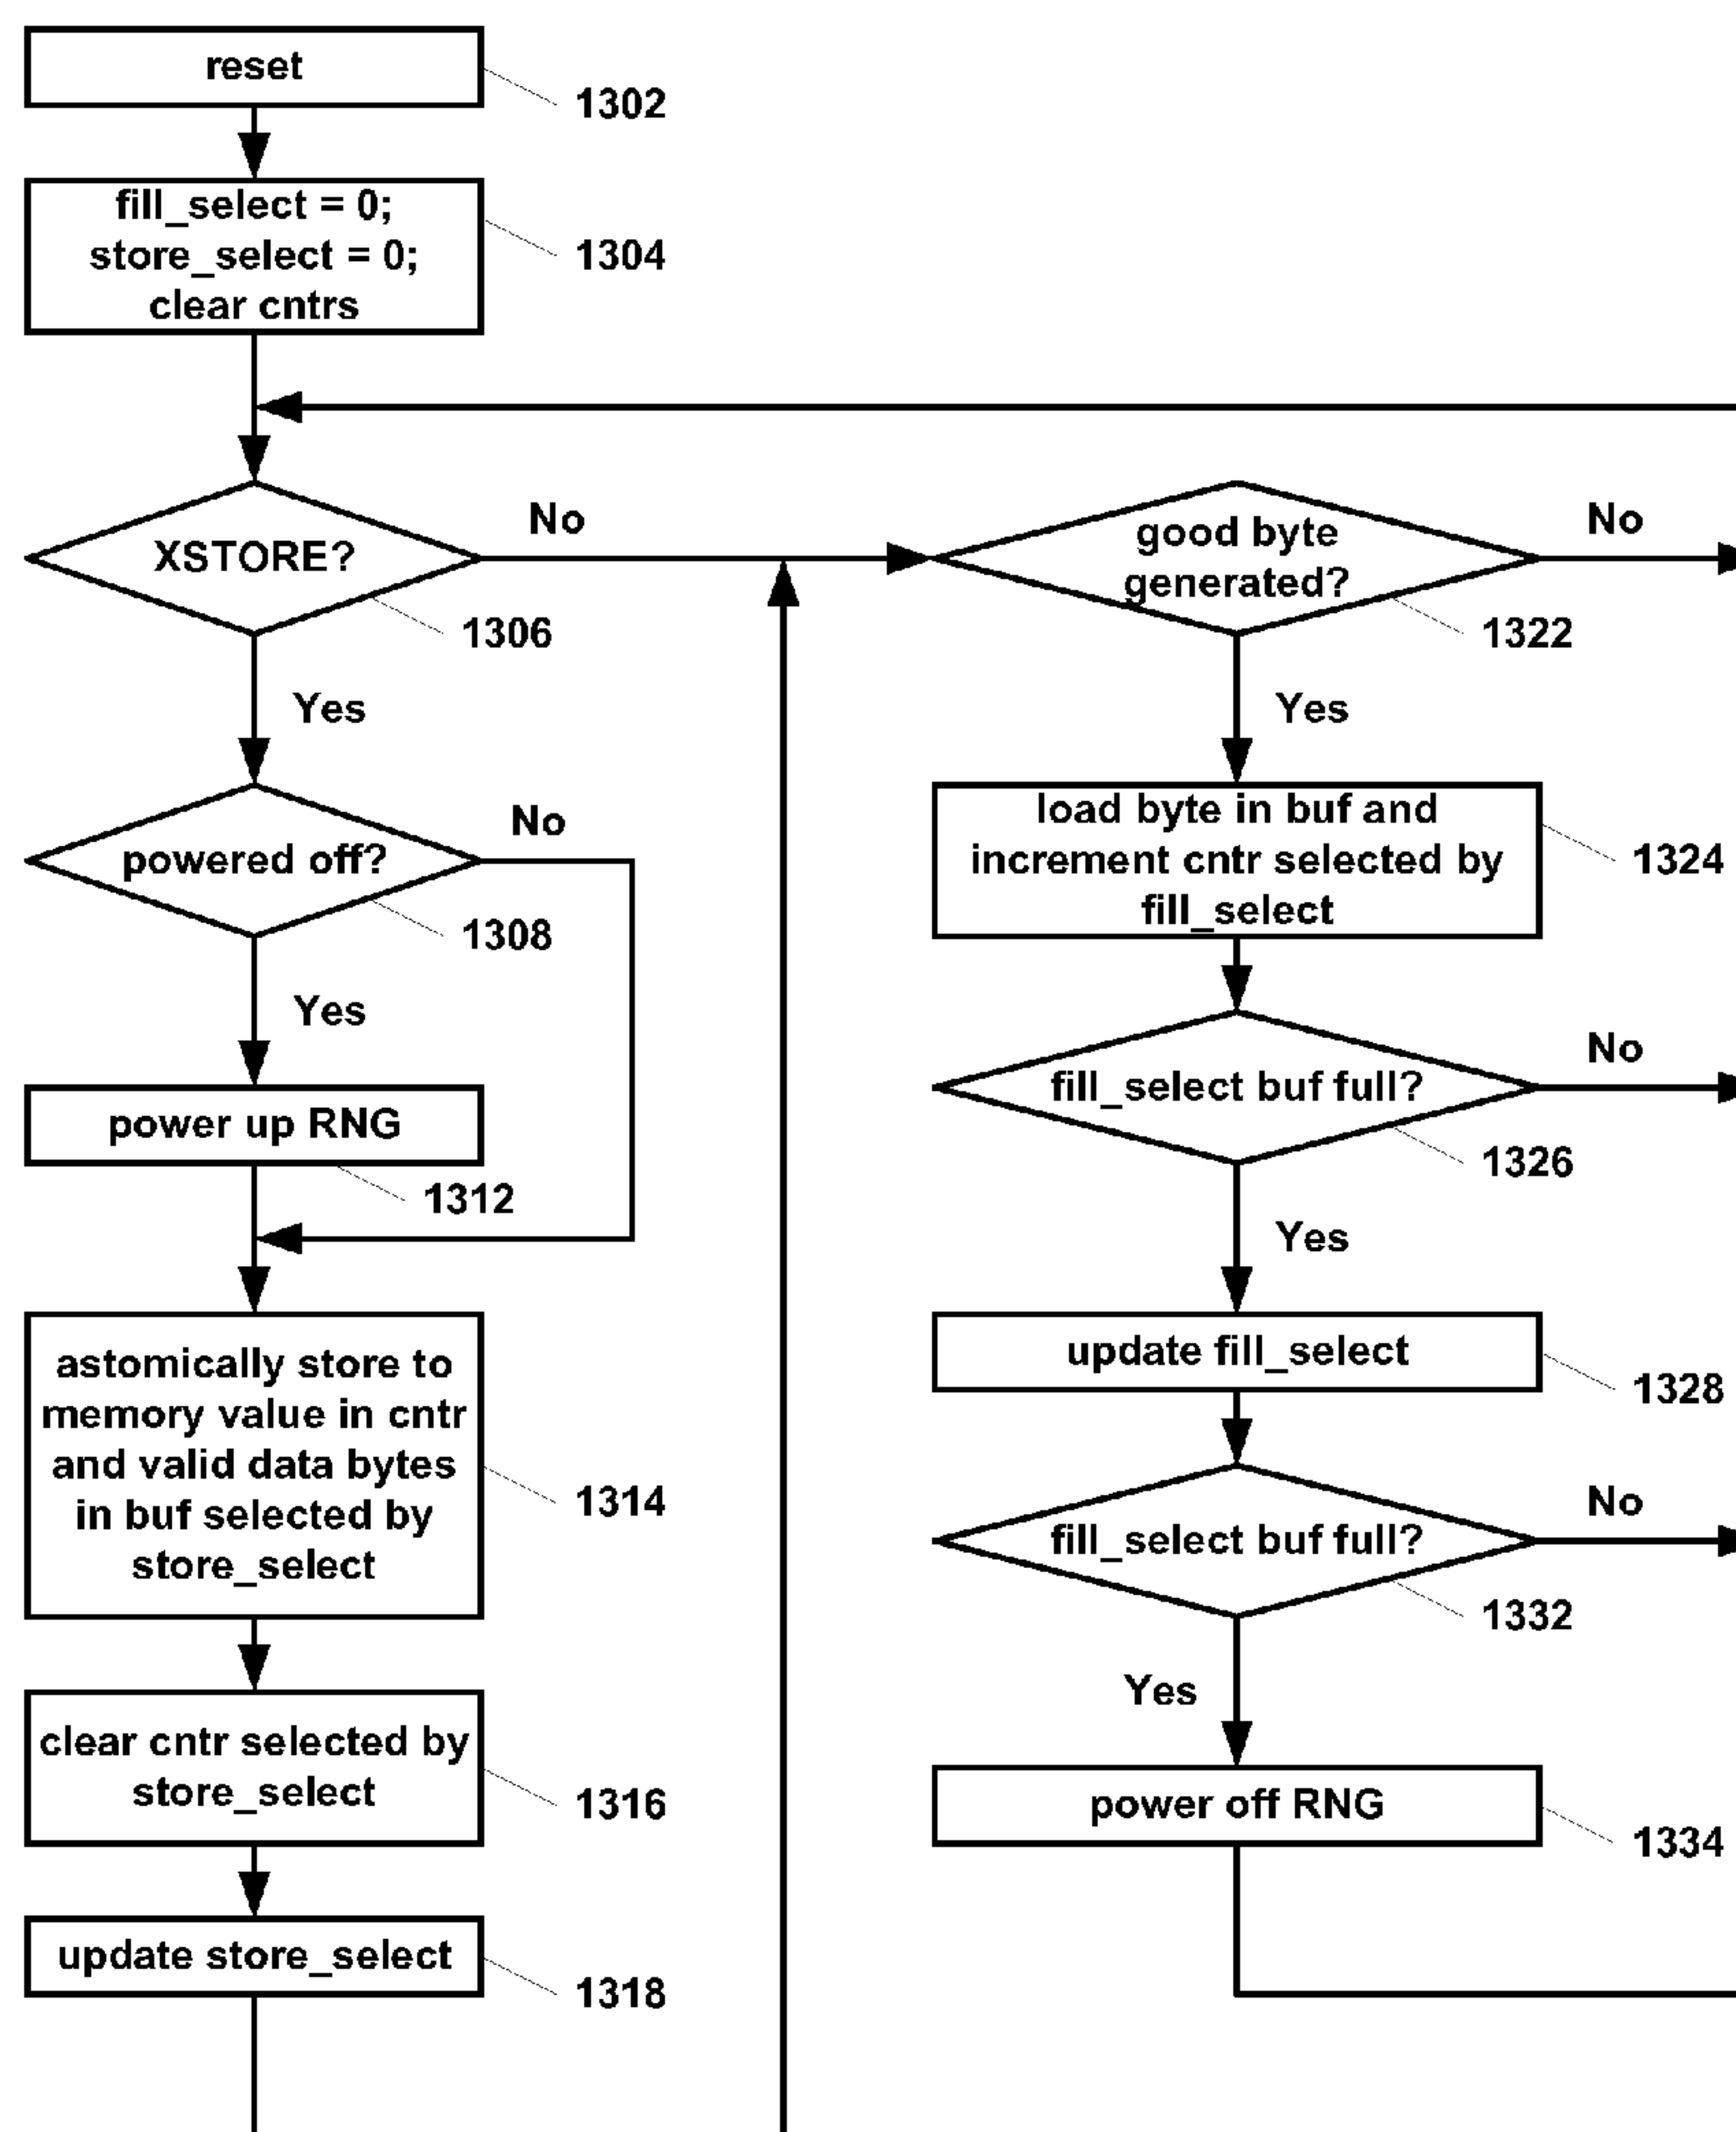 reset
1302
fill_select = 0;
store_select = 0;
clear cntrs
1304
XSTORE?
No
1306
Yes
powered off?
No
1308
Yes
power up RNG
1312
astomically store to
memory value in cntr
and valid data bytes
in buf selected by
store_select
1314
clear cntr selected by
store_select
1316
update store_select
1318
good byte
generated?
No
1322
Yes
load byte in buf and
increment cntr selected by
fill_select
1324
fill_select buf full?
No
1326
Yes
update fill_select
1328
fill_select buf full?
No
1332
Yes
power off RNG
1334